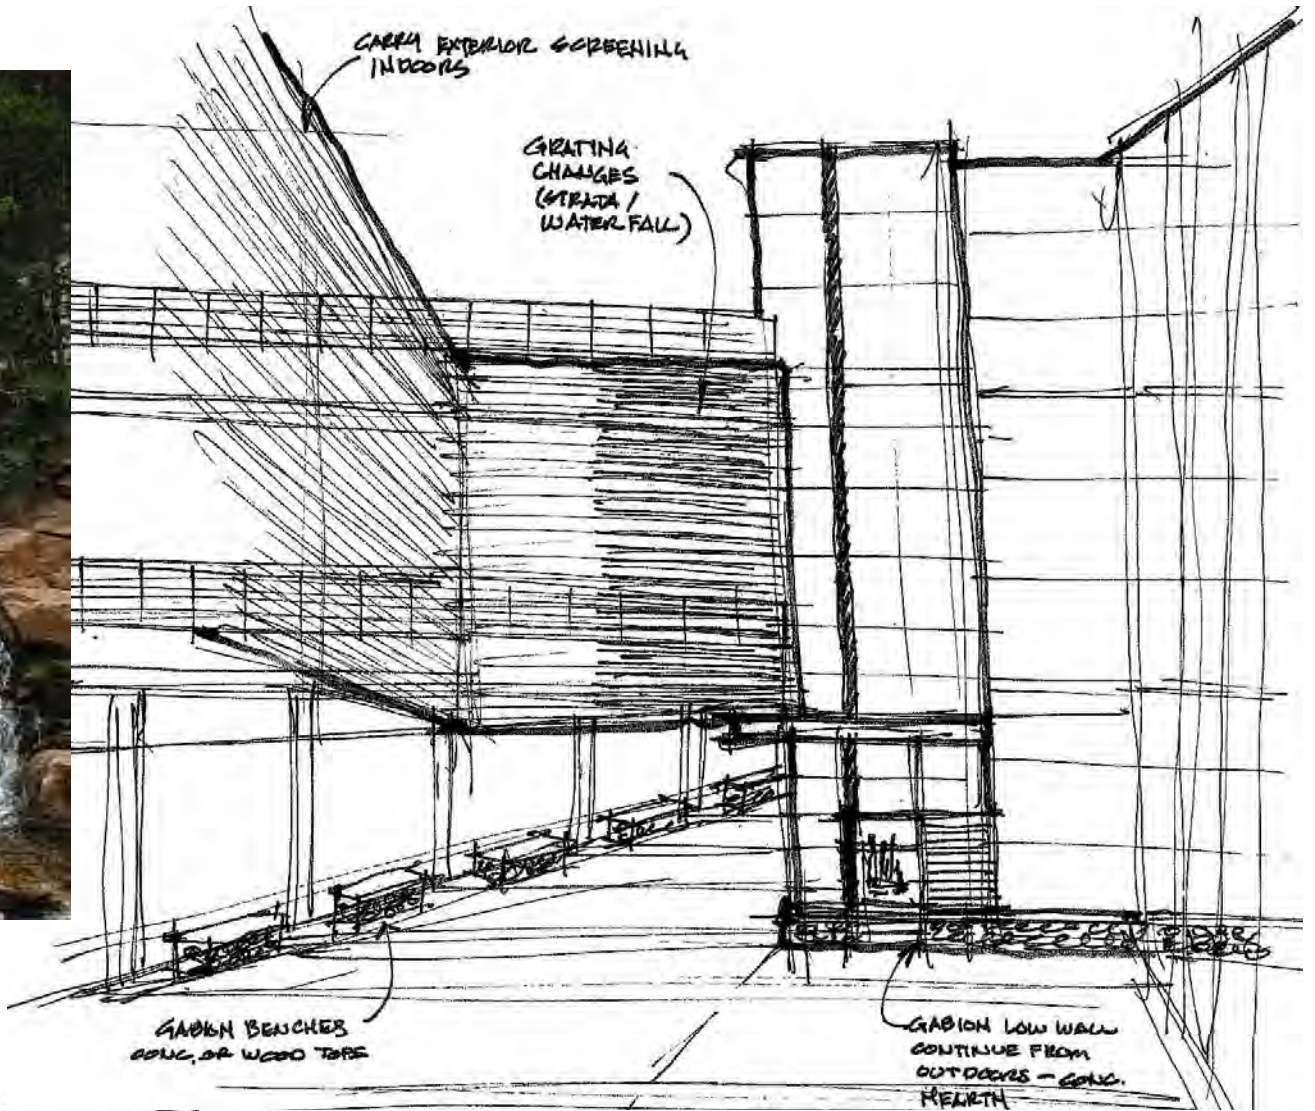 CARRY EXTERIOR SCREENING
INDOORS
GRATING
CHANGES
(STRATA /
WATERFALL)
GABION BENCHES
CONC. OR WOOD TOPS
GABION LOW WALL
CONTINUE FROM
OUTDOORS - CONC.
HEARTH